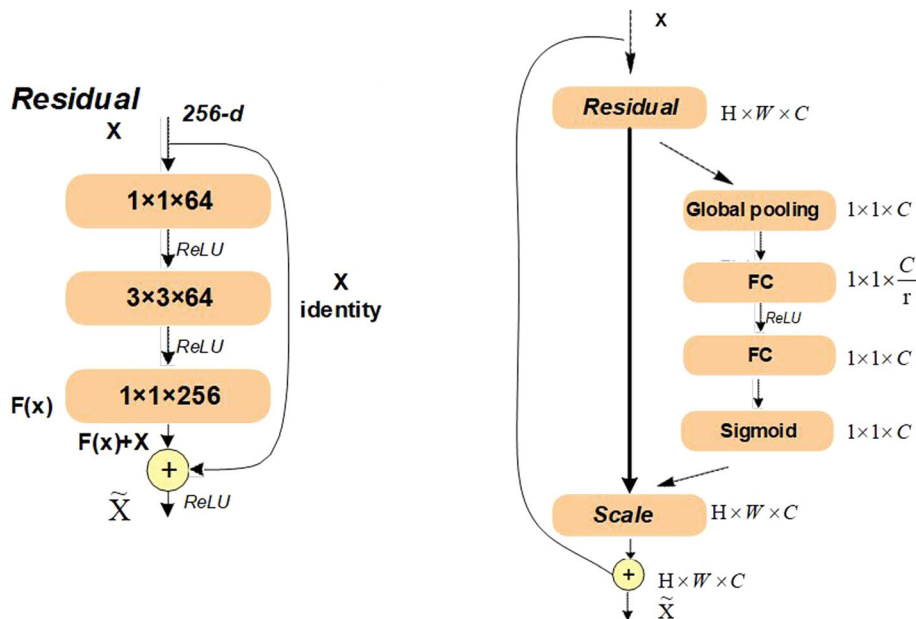 Residual
X
256-d
1×1×64
ReLU
3×3×64
X
identity
ReLU
1×1×256
F(x)
F(x)+X
+
X̃
ReLU
X
Residual
H×W×C
Global pooling
1×1×C
FC
1×1×C/r
ReLU
FC
1×1×C
Sigmoid
1×1×C
Scale
H×W×C
+
H×W×C
X̃